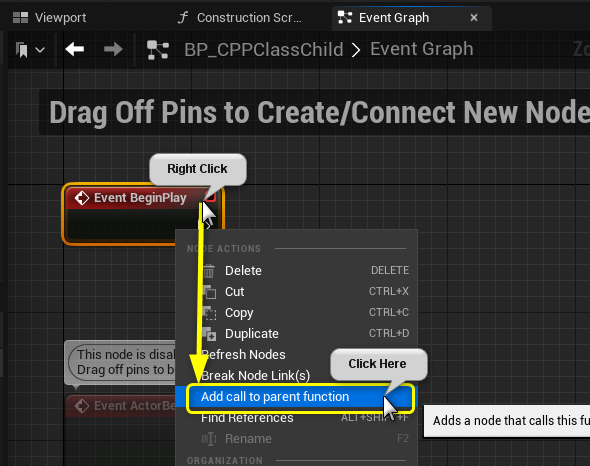 Viewport
Construction Scr...
Event Graph
BP_CPPClassChild > Event Graph
Drag Off Pins to Create/Connect New Node
Right Click
Event BeginPlay
NODE ACTIONS
Delete DELETE
Cut CTRL+X
Copy CTRL+C
Duplicate CTRL+D
This node is disa
Refresh Nodes
Click Here
Drag off pins to b
Break Node Link(s)
Add call to parent function
Event ActorBe
Find References ALT+SHIFT+F
Adds a node that calls this fu
Rename F2
ORGANIZATION